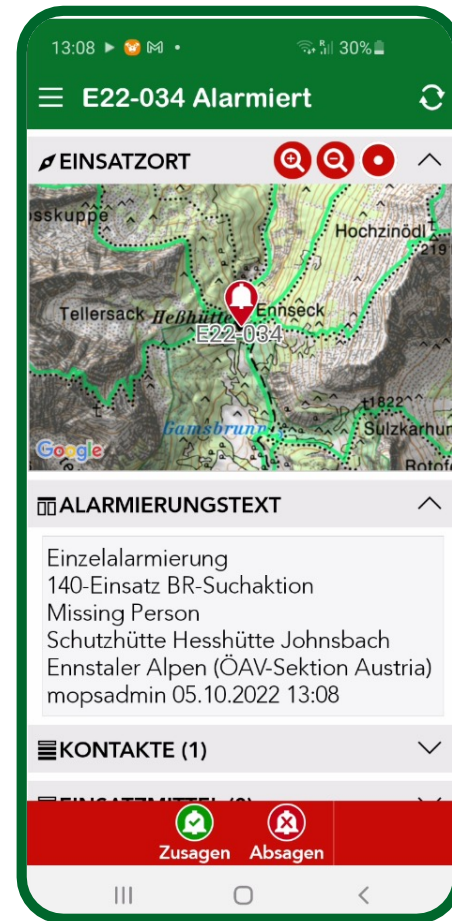 13:08
30%
E22-034 Alarmiert
EINSATZORT
Hochzinödl
Tellersack Heßhütte Ennseck
E22-034
1822
Gamsbrunn
Sulzkarhun
Google
Rotofe
ALARMIERUNGSTEXT
Einzelalarmierung
140-Einsatz BR-Suchaktion
Missing Person
Schutzhütte Hesshütte Johnsbach
Ennstaler Alpen (ÖAV-Sektion Austria)
mopsadmin 05.10.2022 13:08
KONTAKTE (1)
Zusagen Absagen